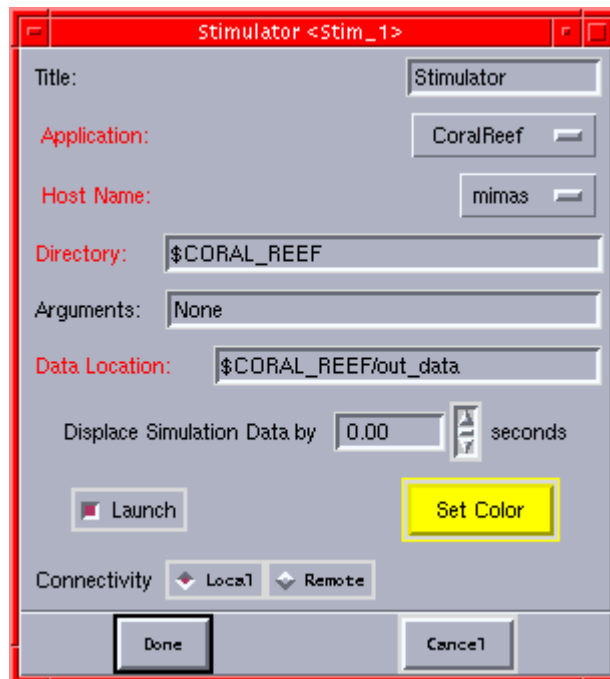 Stimulator <Stim_1>
Title: Stimulator
Application: CoralReef
Host Name: mimas
Directory: $CORAL_REEF
Arguments: None
Data Location: $CORAL_REEF/out_data
Displace Simulation Data by 0.00 seconds
Launch Set Color
Connectivity Local Remote
Done Cancel